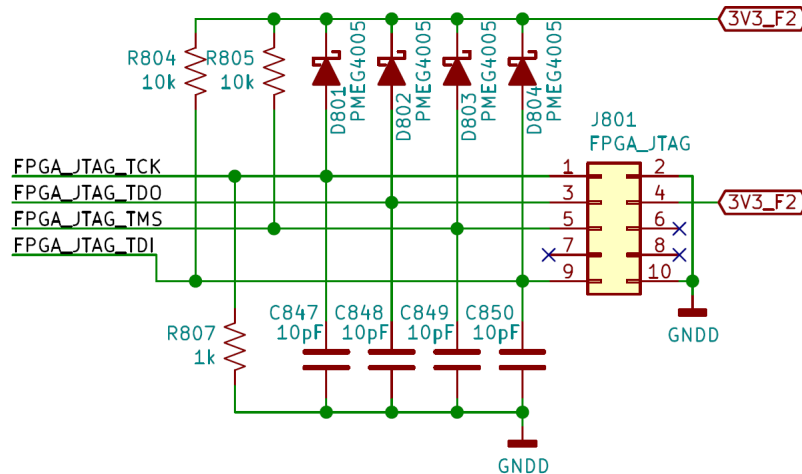 3V3_F2
R804
10k
R805
10k
D801
PMEG4005
D802
PMEG4005
D803
PMEG4005
D804
PMEG4005
J801
FPGA_JTAG
FPGA_JTAG_TCK
FPGA_JTAG_TDO
FPGA_JTAG_TMS
FPGA_JTAG_TDI
1 2
3 4
5 6
7 8
9 10
3V3_F2
GNDD
R807
1k
C847
10pF
C848
10pF
C849
10pF
C850
10pF
GNDD